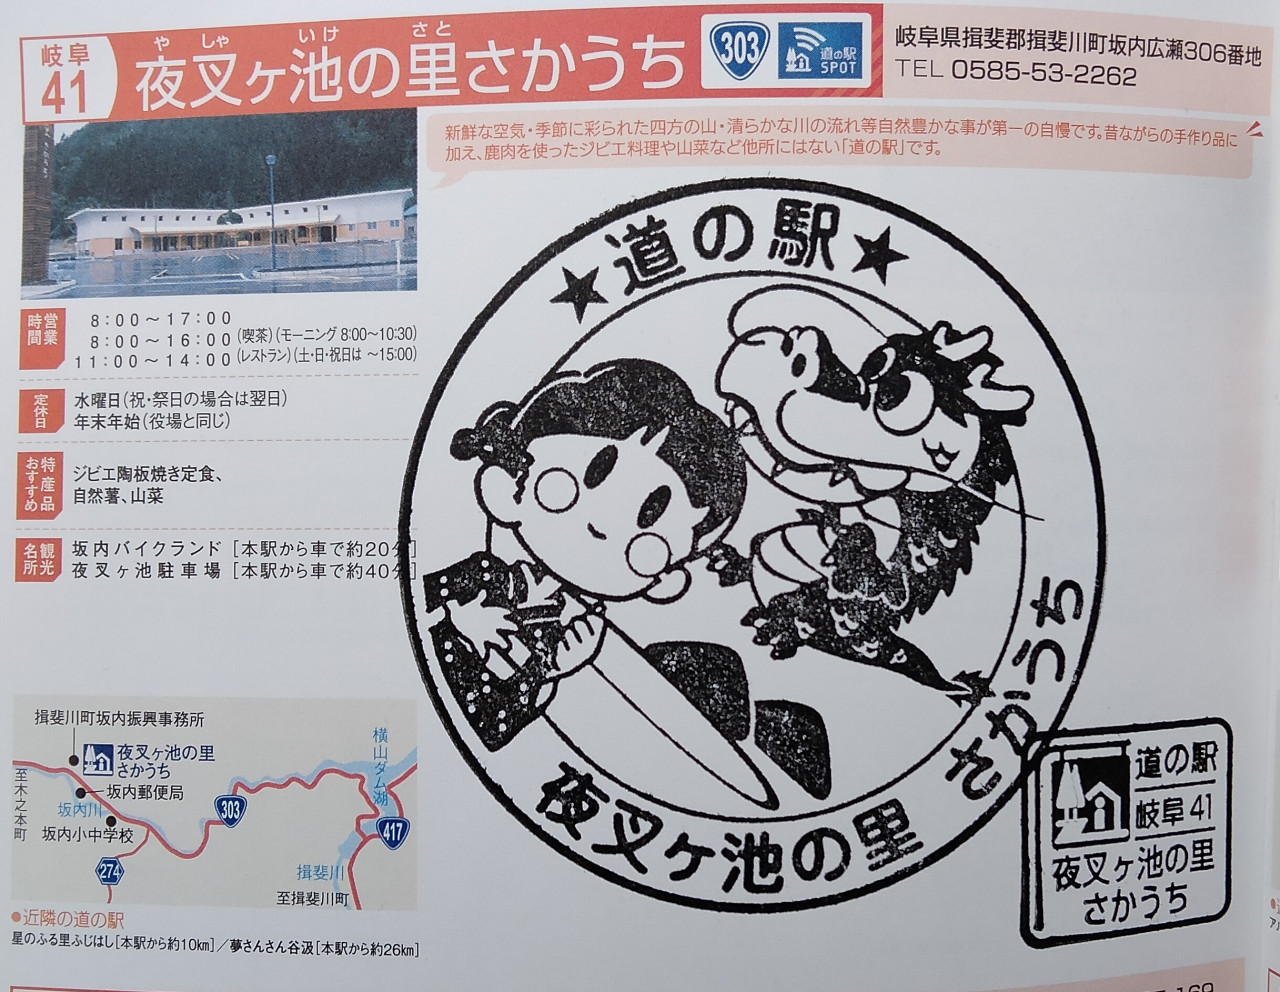 岐阜
41
やしゃ いけ さと
夜叉ヶ池の里さかうち
303
道の駅
SPOT
岐阜県揖斐郡揖斐川町坂内広瀬306番地
TEL 0585-53-2262
新鮮な空気・季節に彩られた四方の山・清らかな川の流れ等自然豊かな事が第一の自慢です。昔ながらの手作り品に
加え、鹿肉を使ったジビエ料理や山菜など他所にはない「道の駅」です。
営業時間
8:00〜17:00
8:00〜16:00(喫茶)(モーニング 8:00〜10:30)
11:00〜14:00(レストラン)(土・日・祝日は 〜15:00)
定休日
水曜日(祝・祭日の場合は翌日)
年末年始(役場と同じ)
特産品おすすめ
ジビエ陶板焼き定食、
自然薯、山菜
観光名所
坂内バイクランド [本駅から車で約20分]
夜叉ヶ池駐車場 [本駅から車で約40分]
★道の駅★
夜叉ヶ池の里 さかうち
道の駅
岐阜41
夜叉ヶ池の里
さかうち
揖斐川町坂内振興事務所
夜叉ヶ池の里
さかうち
至木之本町
坂内郵便局
坂内川
坂内小中学校
303
274
417
横山ダム湖
揖斐川
至揖斐川町
●近隣の道の駅
星のふる里ふじはし[本駅から約10km]／夢さんさん谷汲[本駅から約26km]